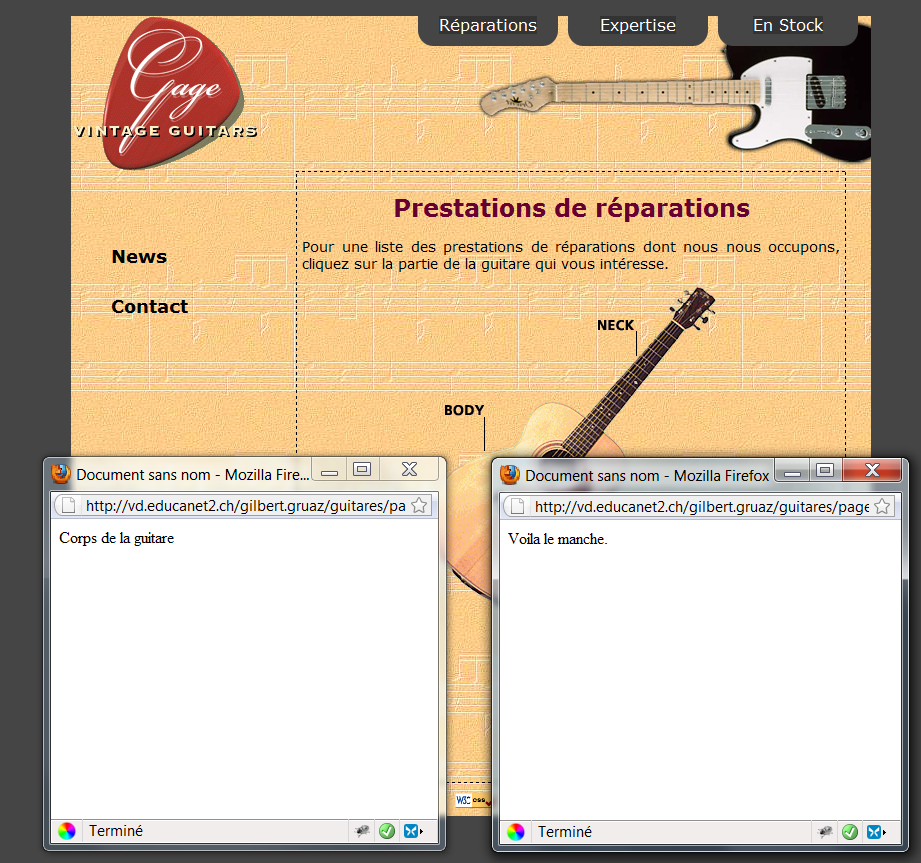 Réparations
Expertise
En Stock
Gage
VINTAGE GUITARS
Prestations de réparations
Pour une liste des prestations de réparations dont nous nous occupons,
cliquez sur la partie de la guitare qui vous intéresse.
News
Contact
NECK
BODY
Document sans nom - Mozilla Fire...
http://vd.educanet2.ch/gilbert.gruaz/guitares/pa
Corps de la guitare
Terminé
Document sans nom - Mozilla Firefox
http://vd.educanet2.ch/gilbert.gruaz/guitares/page
Voila le manche.
Terminé
W3C css